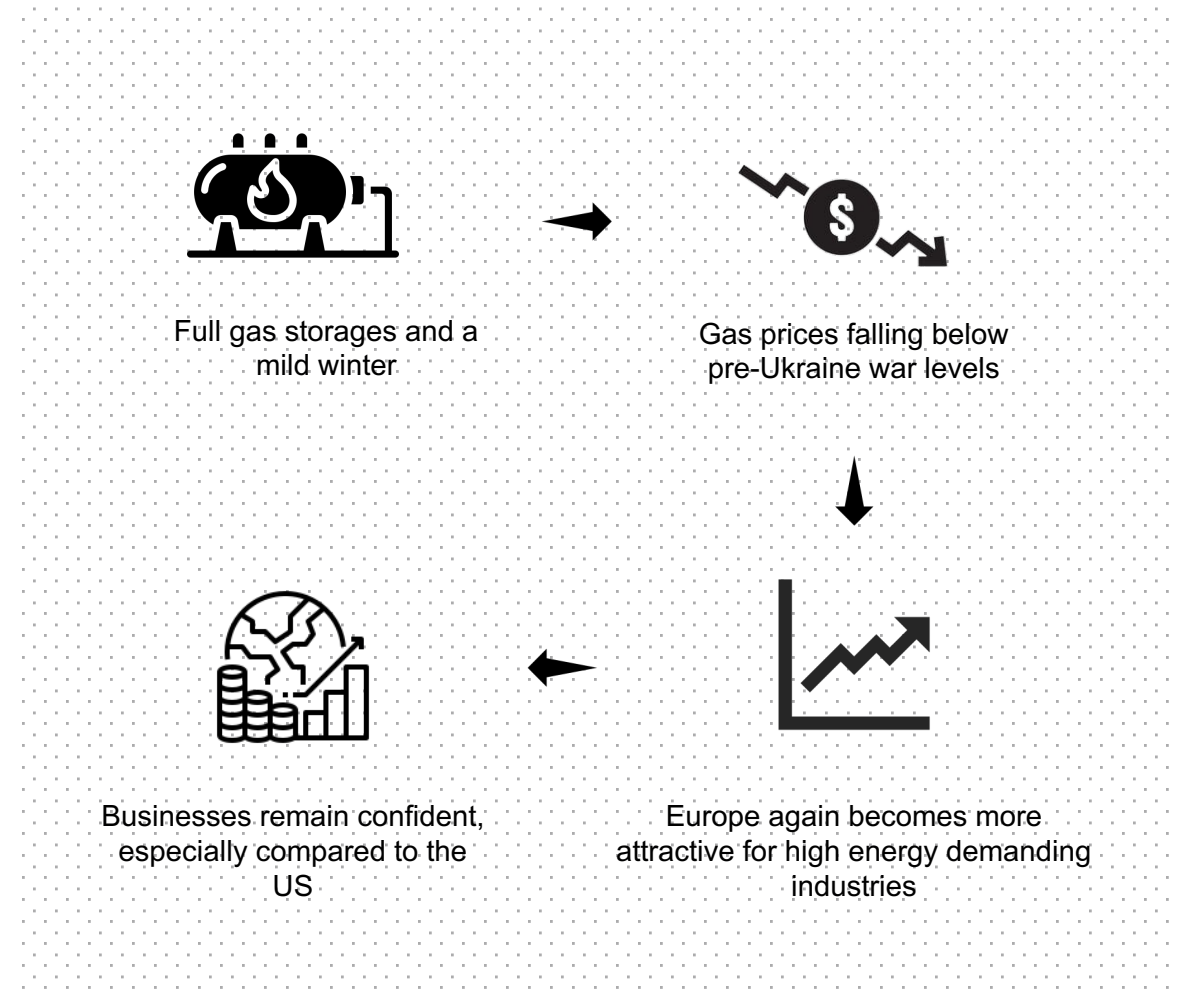 Full gas storages and a
mild winter
Gas prices falling below
pre-Ukraine war levels
Businesses remain confident,
especially compared to the
US
Europe again becomes more
attractive for high energy demanding
industries